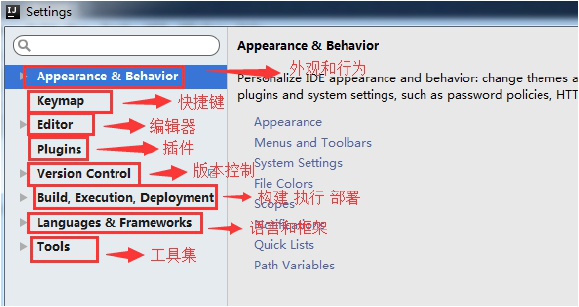 IJ Settings
Appearance & Behavior
外观和行为
Keymap
快捷键
Editor
编辑器
Plugins
插件
Version Control
版本控制
Build, Execution, Deployment
构建 执行 部署
Languages & Frameworks
语言和框架
Tools
工具集
Appearance & Behavior
Personalize IDE appearance and behavior: change themes a
plugins and system settings, such as password policies, HTT
Appearance
Menus and Toolbars
System Settings
File Colors
Scopes
Notifications
Quick Lists
Path Variables